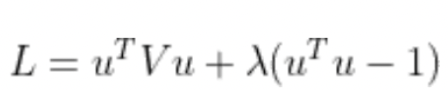 L = u^T V u + λ(u^T u − 1)